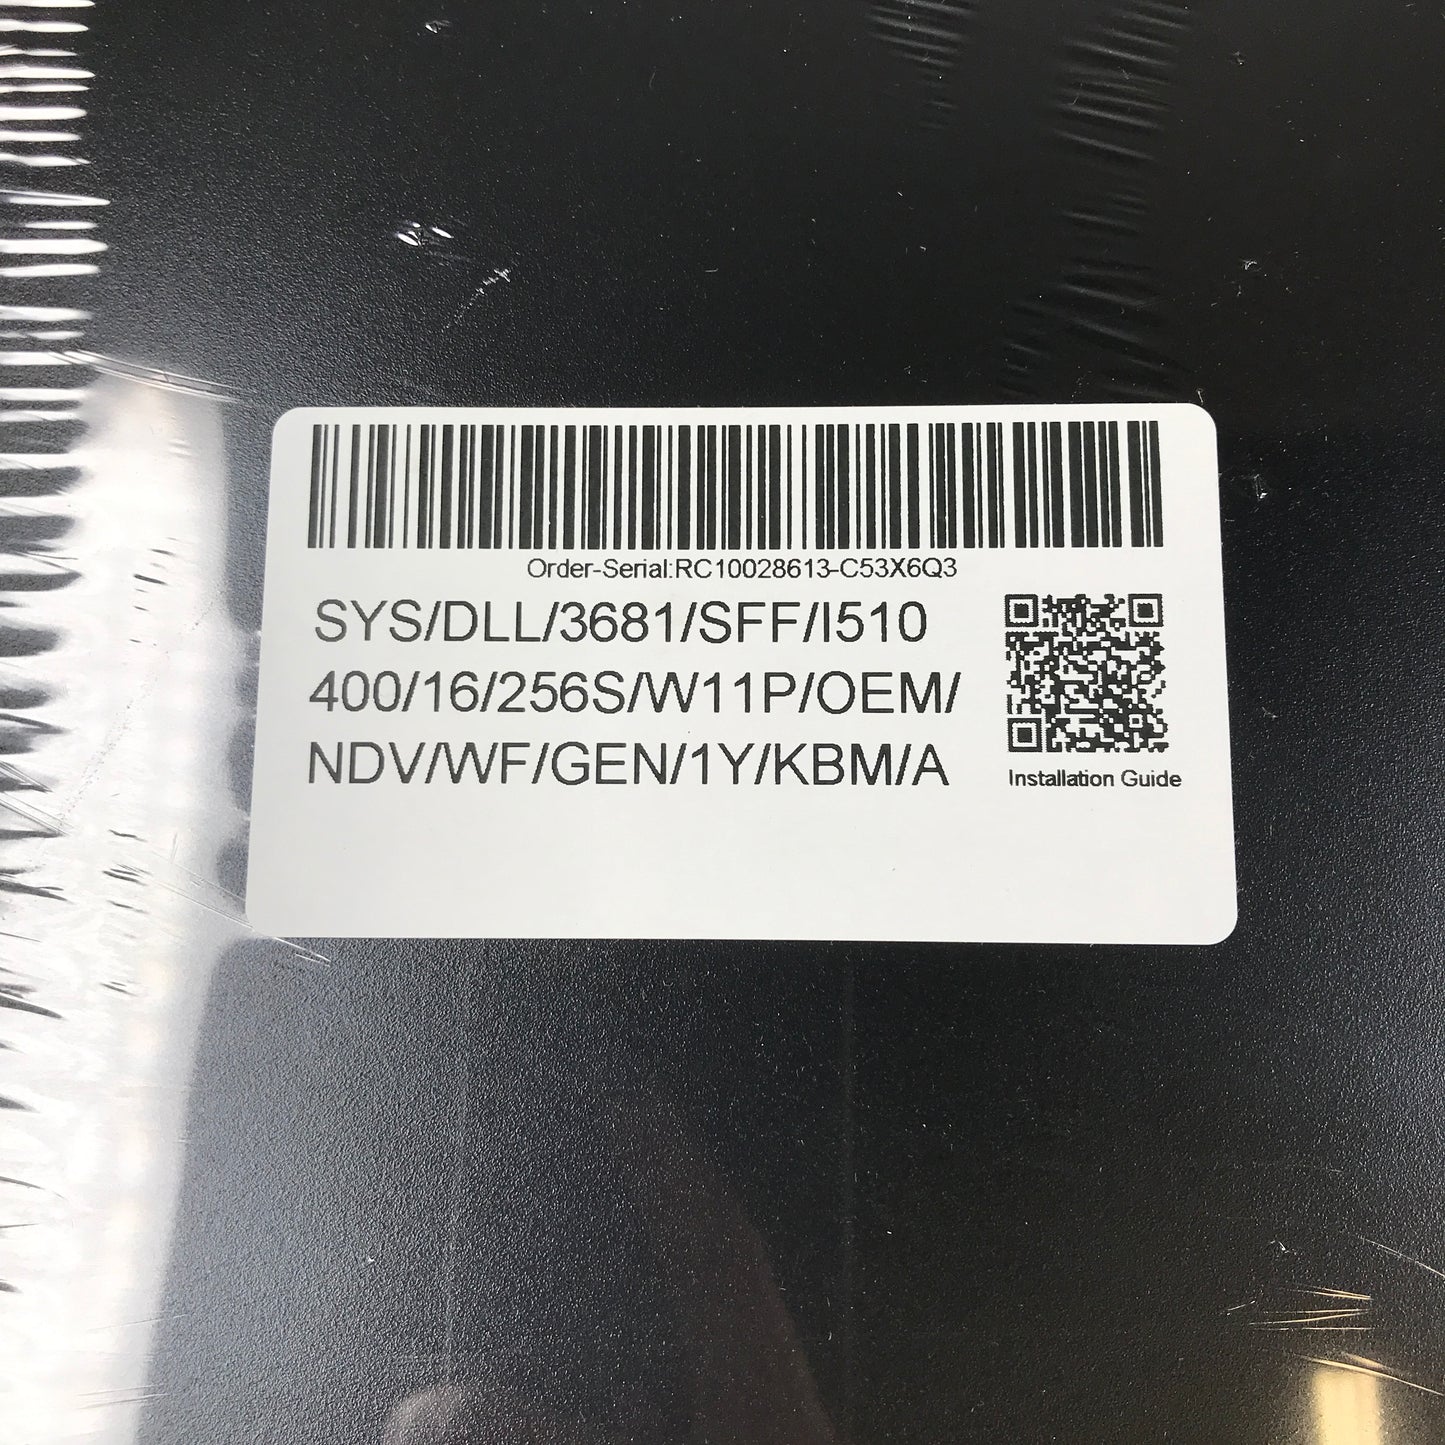 Order-Serial:RC10028613-C53X6Q3
SYS/DLL/3681/SFF/I510
400/16/256S/W11P/OEM/
NDV/WF/GEN/1Y/KBM/A
Installation Guide